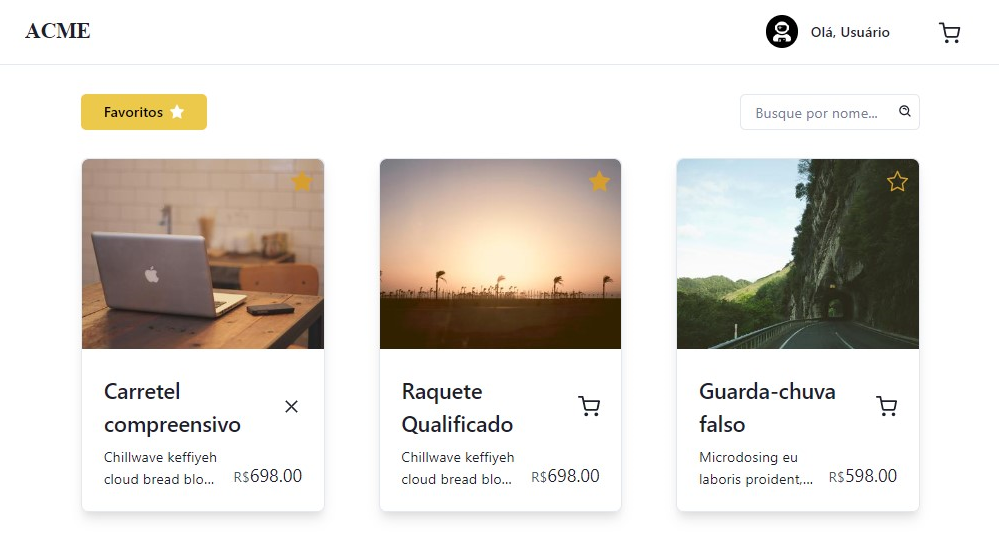 ACME
Olá, Usuário
Favoritos
Busque por nome...
Carretel
compreensivo
Chillwave keffiyeh
cloud bread blo...
R$698.00
Raquete
Qualificado
Chillwave keffiyeh
cloud bread blo...
R$698.00
Guarda-chuva
falso
Microdosing eu
laboris proident,...
R$598.00